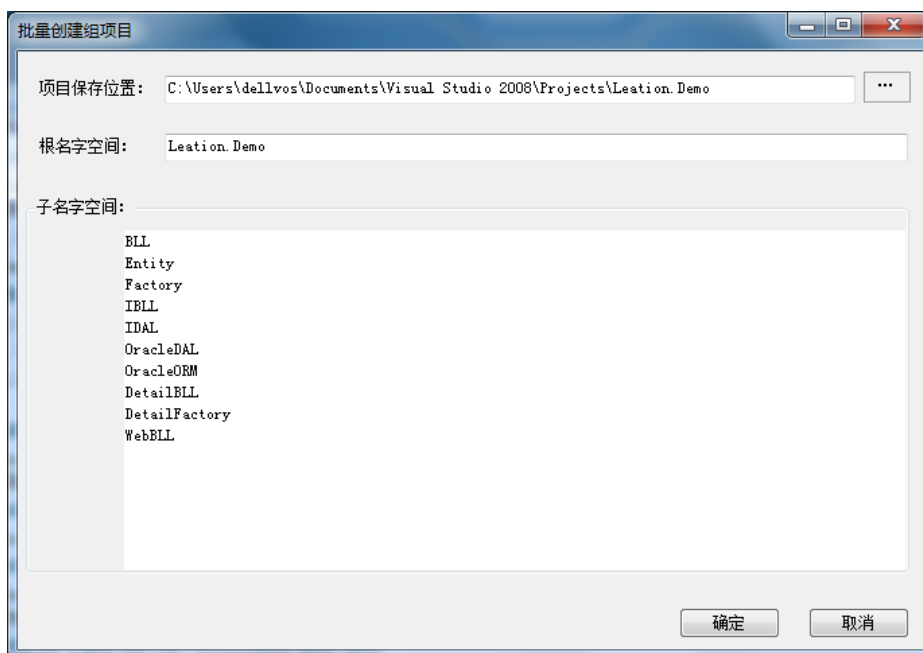 批量创建组项目
项目保存位置： C:\Users\dellvos\Documents\Visual Studio 2008\Projects\Leation.Demo ...
根名字空间： Leation.Demo
子名字空间：
BLL
Entity
Factory
IBLL
IDAL
OracleDAL
OracleORM
DetailBLL
DetailFactory
WebBLL
确定 取消